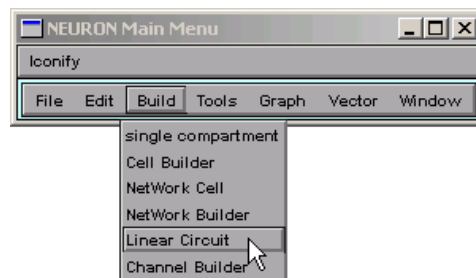 NEURON Main Menu
Iconify
File Edit Build Tools Graph Vector Window
single compartment
Cell Builder
NetWork Cell
NetWork Builder
Linear Circuit
Channel Builder